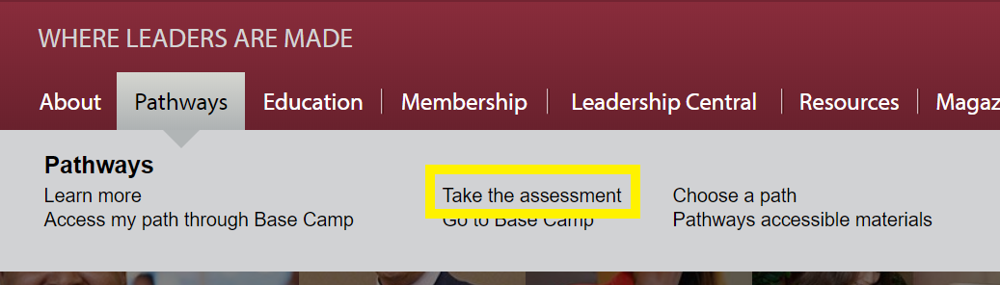 WHERE LEADERS ARE MADE
About Pathways Education Membership Leadership Central Resources Magaz
Pathways
Learn more Take the assessment Choose a path
Access my path through Base Camp Go to Base Camp Pathways accessible materials